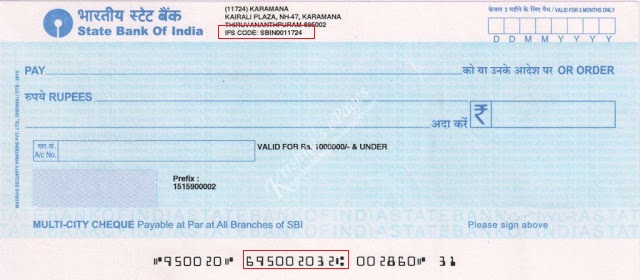 भारतीय स्टेट बैंक
State Bank Of India
(11724) KARAMANA
KAIRALI PLAZA, NH-47, KARAMANA
THIRUVANANTHPURAM 695002
IFS CODE: SBIN0011724
केवल 3 महीने के लिए वैध / VALID FOR 3 MONTHS ONLY
D D M M Y Y Y Y
PAY
को या उनके आदेश पर OR ORDER
रुपये RUPEES
अदा करें ₹
खा.सं.
A/c No.
VALID FOR Rs. 1000000/- & UNDER
Prefix :
1515900002
MULTI-CITY CHEQUE Payable at Par at All Branches of SBI
Please sign above
⑈950020⑈ 695002032⑆ 002860⑈ 31